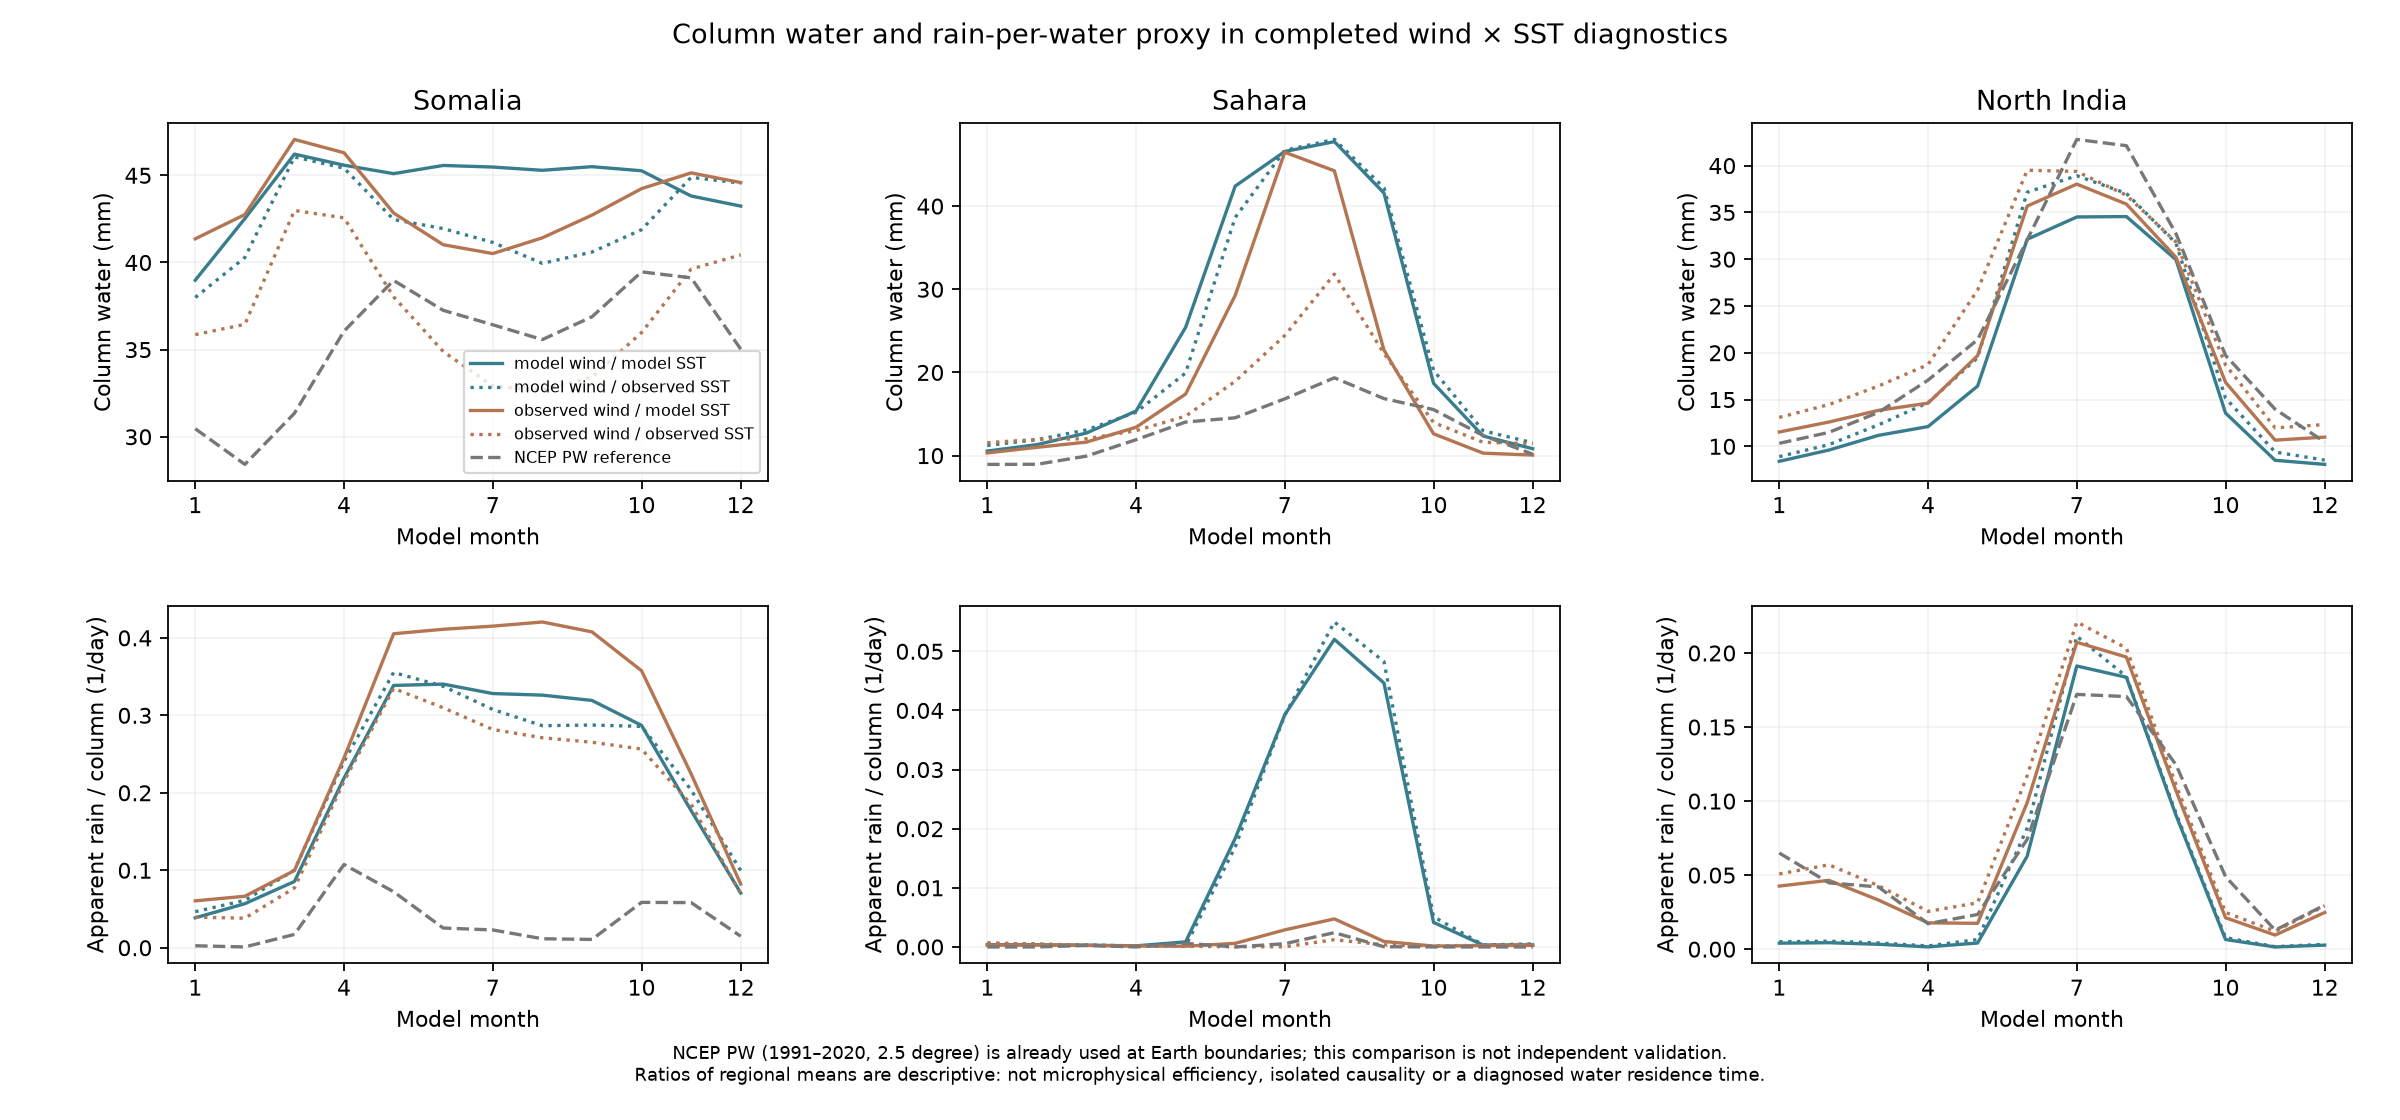 Column water and rain-per-water proxy in completed wind × SST diagnostics
Somalia
Sahara
North India
Column water (mm)
45
40
35
30
1
4
7
10
12
Model month
model wind / model SST
model wind / observed SST
observed wind / model SST
observed wind / observed SST
NCEP PW reference
Column water (mm)
40
30
20
10
1
4
7
10
12
Model month
Column water (mm)
40
35
30
25
20
15
10
1
4
7
10
12
Model month
Apparent rain / column (1/day)
0.4
0.3
0.2
0.1
0.0
1
4
7
10
12
Model month
Apparent rain / column (1/day)
0.05
0.04
0.03
0.02
0.01
0.00
1
4
7
10
12
Model month
Apparent rain / column (1/day)
0.20
0.15
0.10
0.05
0.00
1
4
7
10
12
Model month
NCEP PW (1991–2020, 2.5 degree) is already used at Earth boundaries; this comparison is not independent validation.
Ratios of regional means are descriptive: not microphysical efficiency, isolated causality or a diagnosed water residence time.